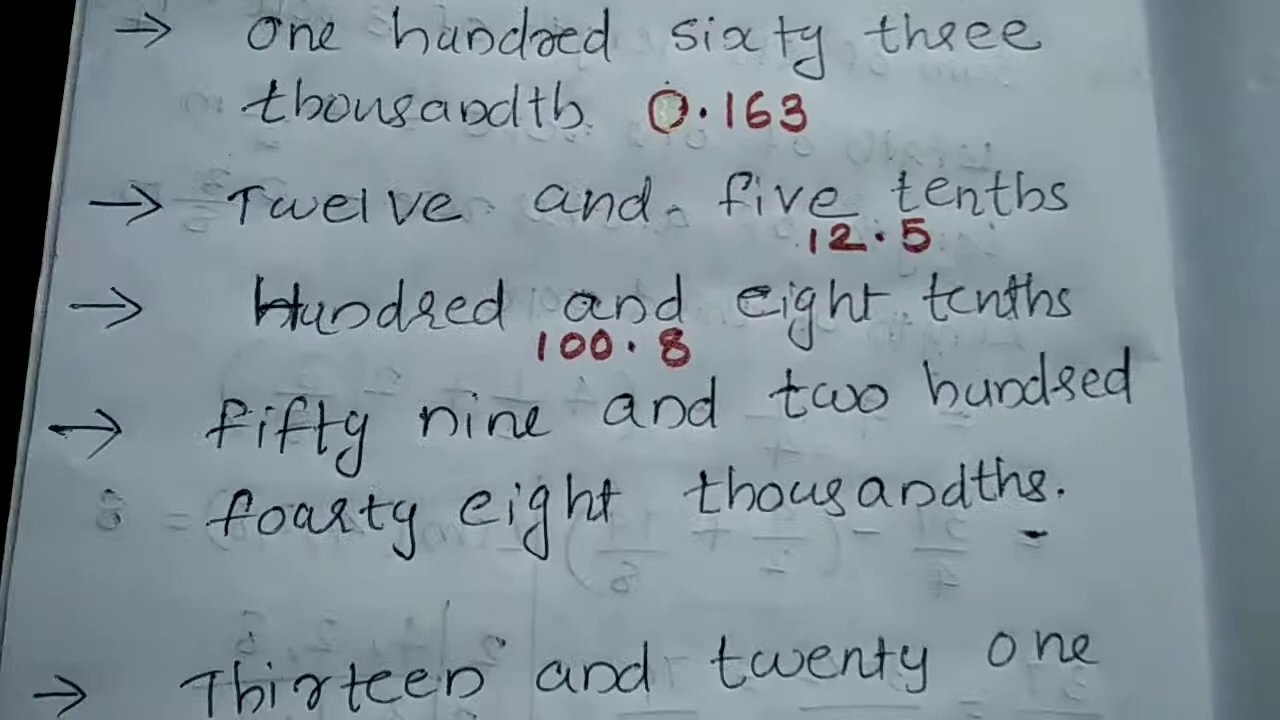 → One hundred sixty three
thousandth 0.163
→ Twelve and five tenths
12.5
→ Hundred and eight tenths
100.8
→ Fifty nine and two hundred
foarty eight thousandths.
→ Thirteen and twenty one